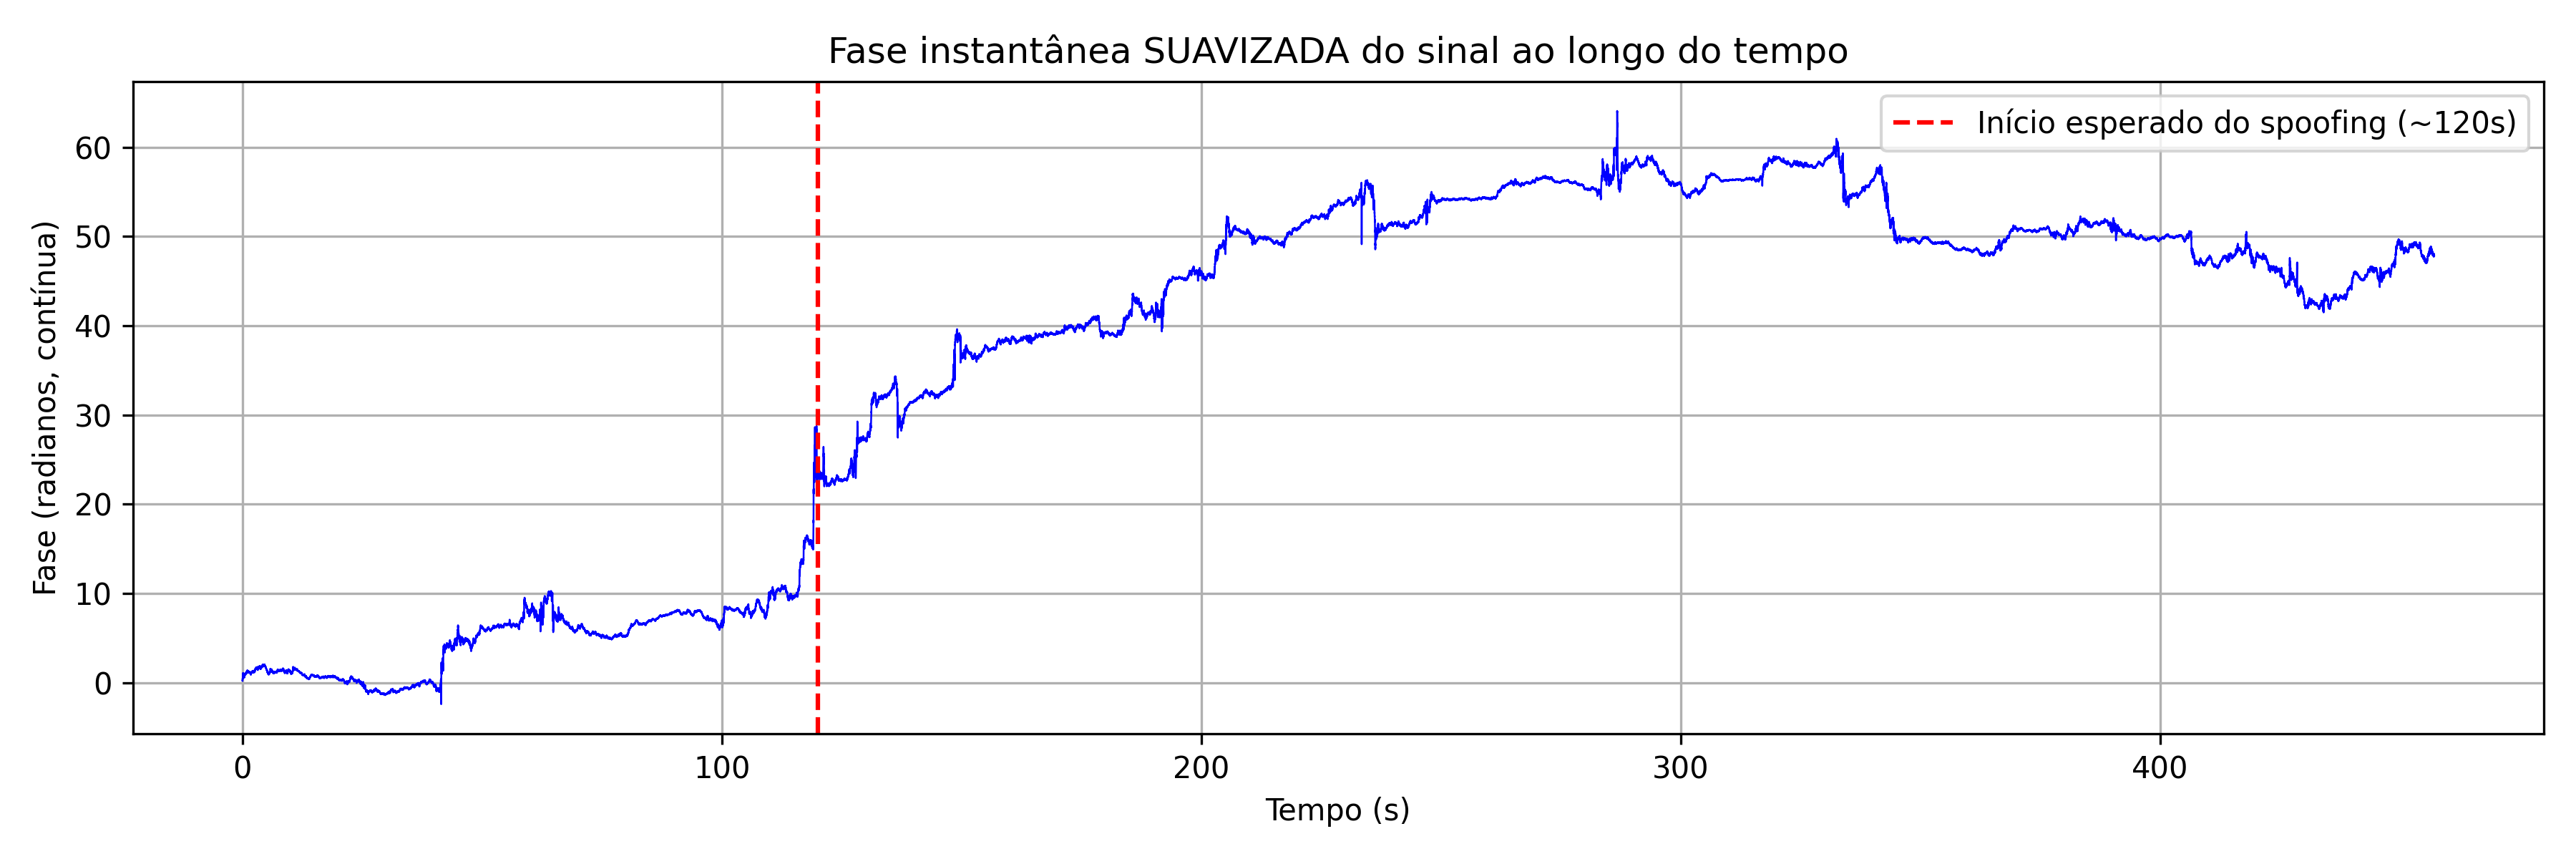 Fase instantânea SUAVIZADA do sinal ao longo do tempo
Início esperado do spoofing (~120s)
Fase (radianos, contínua)
60
50
40
30
20
10
0
0 100 200 300 400
Tempo (s)